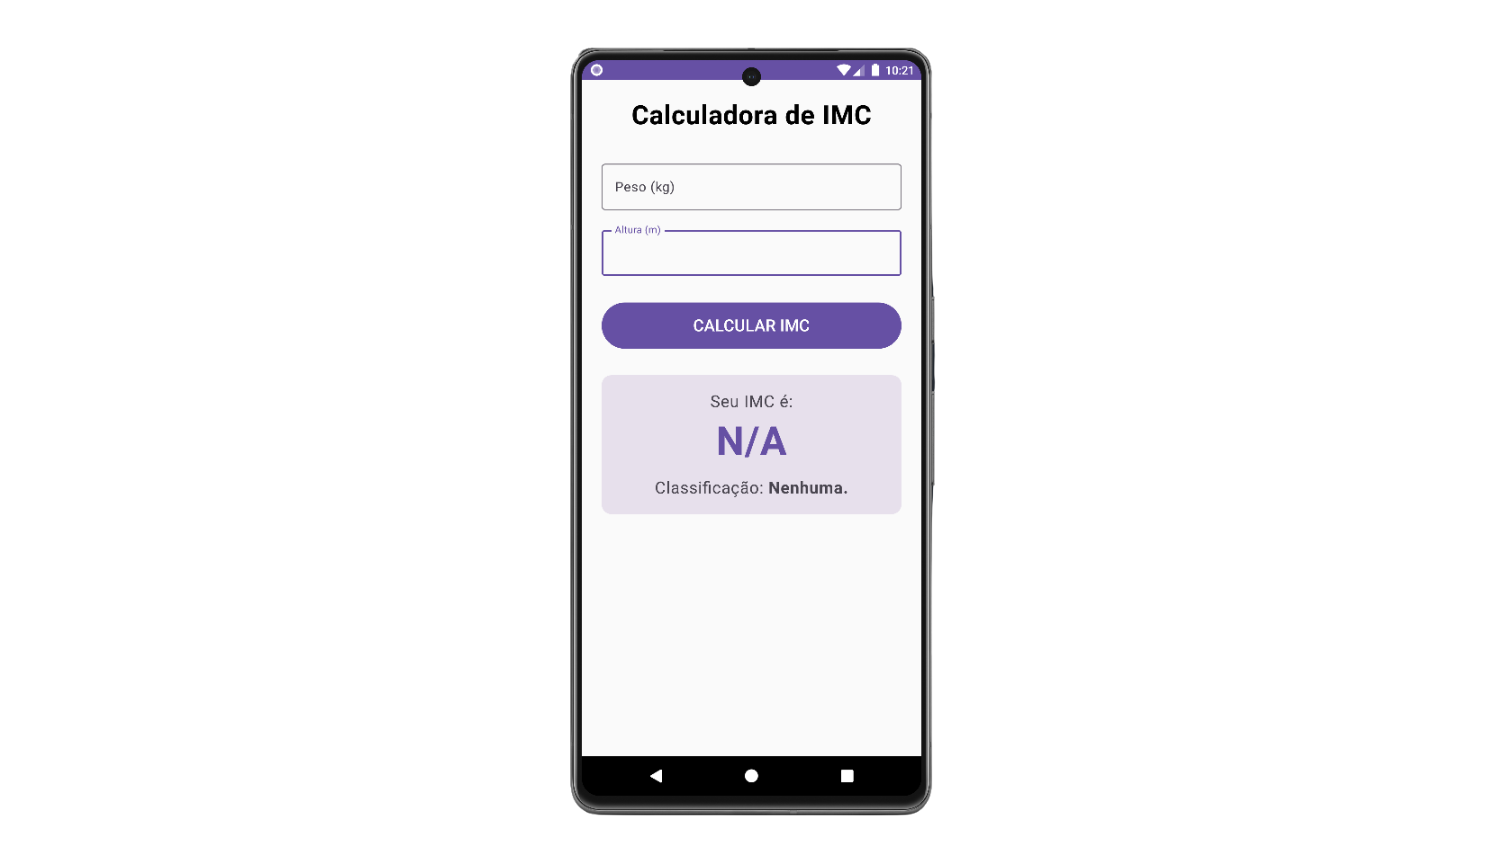 10:21
Calculadora de IMC
Peso (kg)
Altura (m)
CALCULAR IMC
Seu IMC é:
N/A
Classificação: Nenhuma.